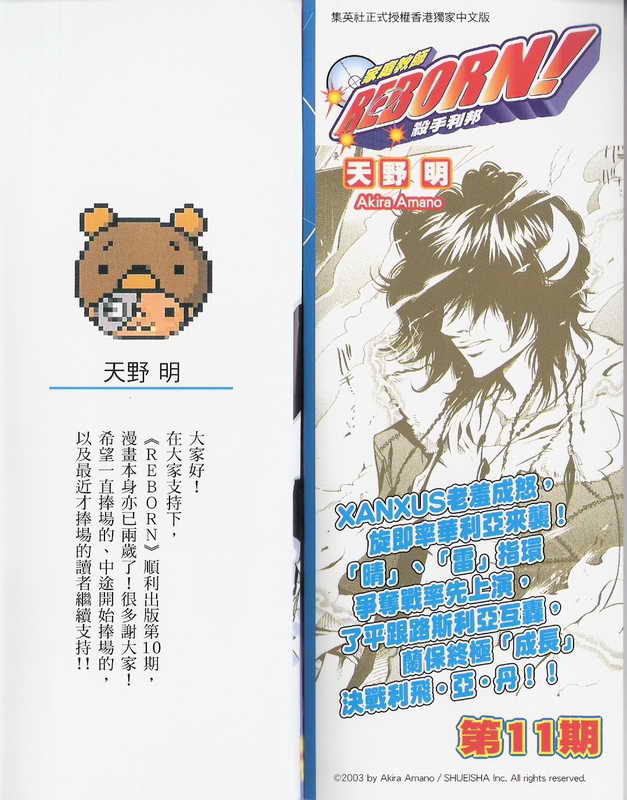 天野 明
大家好！
在大家支持下，
《REBORN》順利出版第10期，
漫畫本身亦已兩歲了！很多謝大家！
希望一直捧場的、中途開始捧場的，
以及最近才捧場的讀者繼續支持!!
集英社正式授權香港獨家中文版
家庭教師
REBORN!
殺手利邦
天野 明
Akira Amano
XANXUS老羞成怒，
旋即率華利亞來襲！
「晴」、「雷」指環
爭奪戰率先上演，
了平跟路斯利亞互轟，
蘭保終極「成長」
決戰利飛・亞・丹！！
第11期
©2003 by Akira Amano / SHUEISHA Inc. All rights reserved.